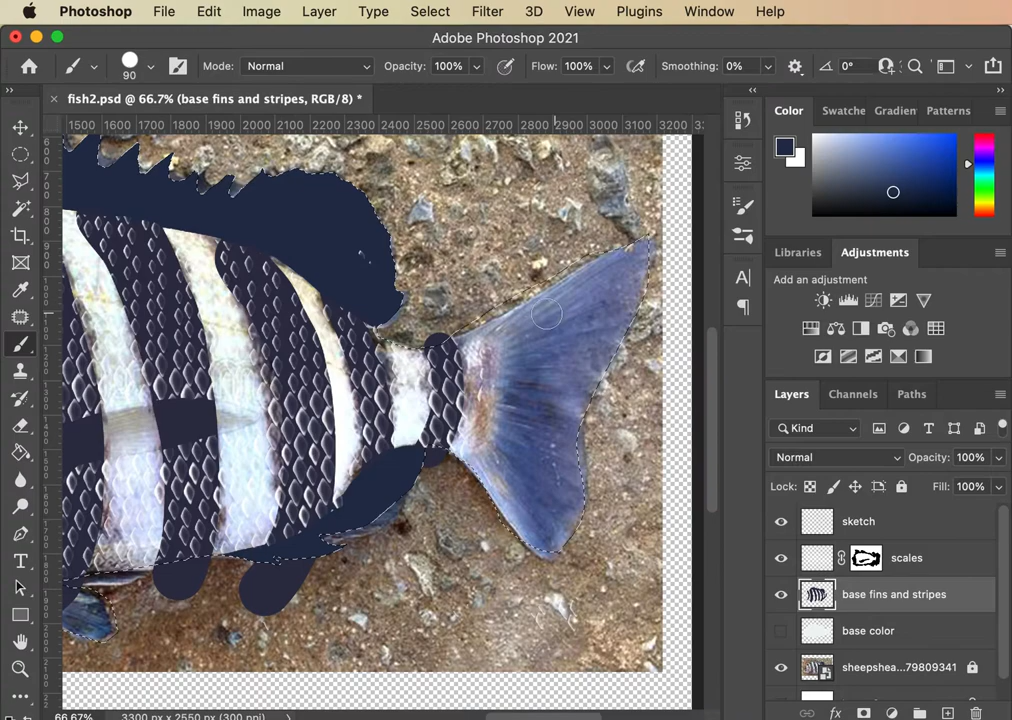 Photoshop File Edit Image Layer Type Select Filter 3D View Plugins Window Help
Adobe Photoshop 2021
90 Mode: Normal Opacity: 100% Flow: 100% Smoothing: 0% 0°
fish2.psd @ 66.7% (base fins and stripes, RGB/8) *
1500 1600 1700 1800 1900 2000 2100 2200 2300 2400 2500 2600 2700 2800 2900 3000 3100 3200
Color Swatche Gradien Patterns
Libraries Adjustments
Add an adjustment
Layers Channels Paths
Kind
Normal Opacity: 100%
Lock: Fill: 100%
sketch
scales
base fins and stripes
base color
sheepshea...79809341
66.67% 3300 px x 2550 px (300 ppi)